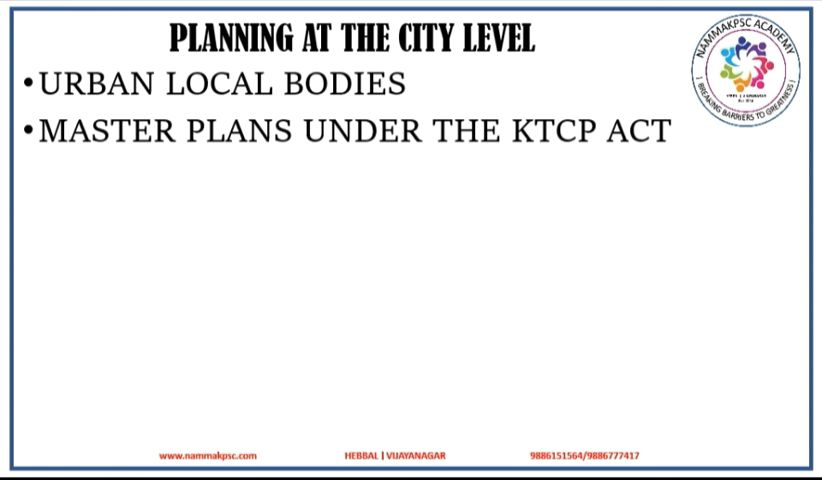 PLANNING AT THE CITY LEVEL
•URBAN LOCAL BODIES
•MASTER PLANS UNDER THE KTCP ACT
NAMMAKPSC ACADEMY
! BREAKING BARRIERS TO GREATNESS !
www.nammakpsc.com HEBBAL | VIJAYANAGAR 9886151564/9886777417